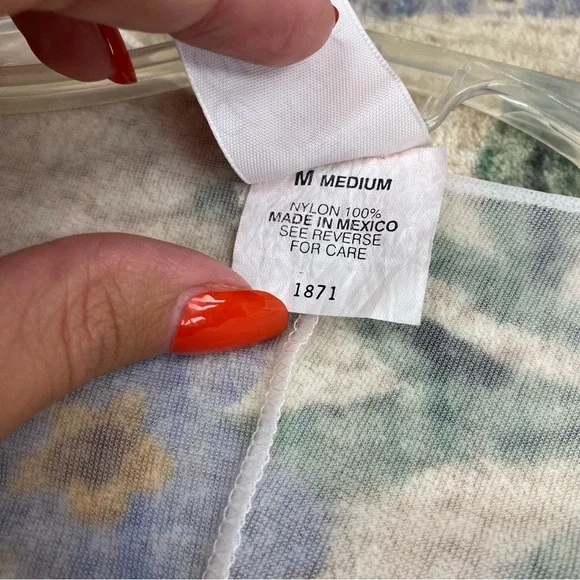 M MEDIUM
NYLON 100%
MADE IN MEXICO
SEE REVERSE
FOR CARE
1871